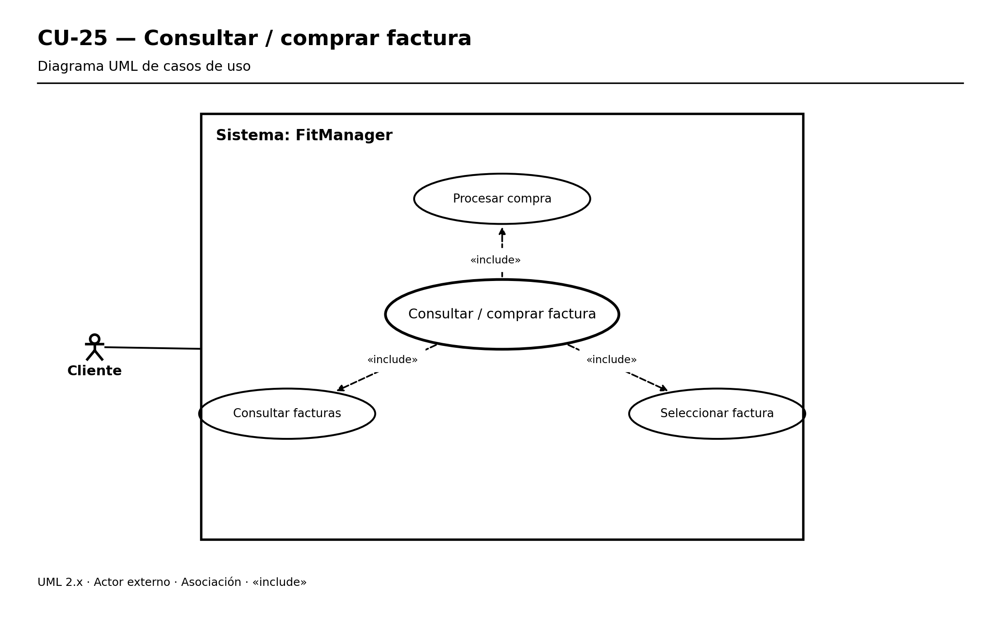 CU-25 — Consultar / comprar factura
Diagrama UML de casos de uso
Sistema: FitManager
Procesar compra
«include»
Consultar / comprar factura
«include»
«include»
Cliente
Consultar facturas
Seleccionar factura
UML 2.x · Actor externo · Asociación · «include»